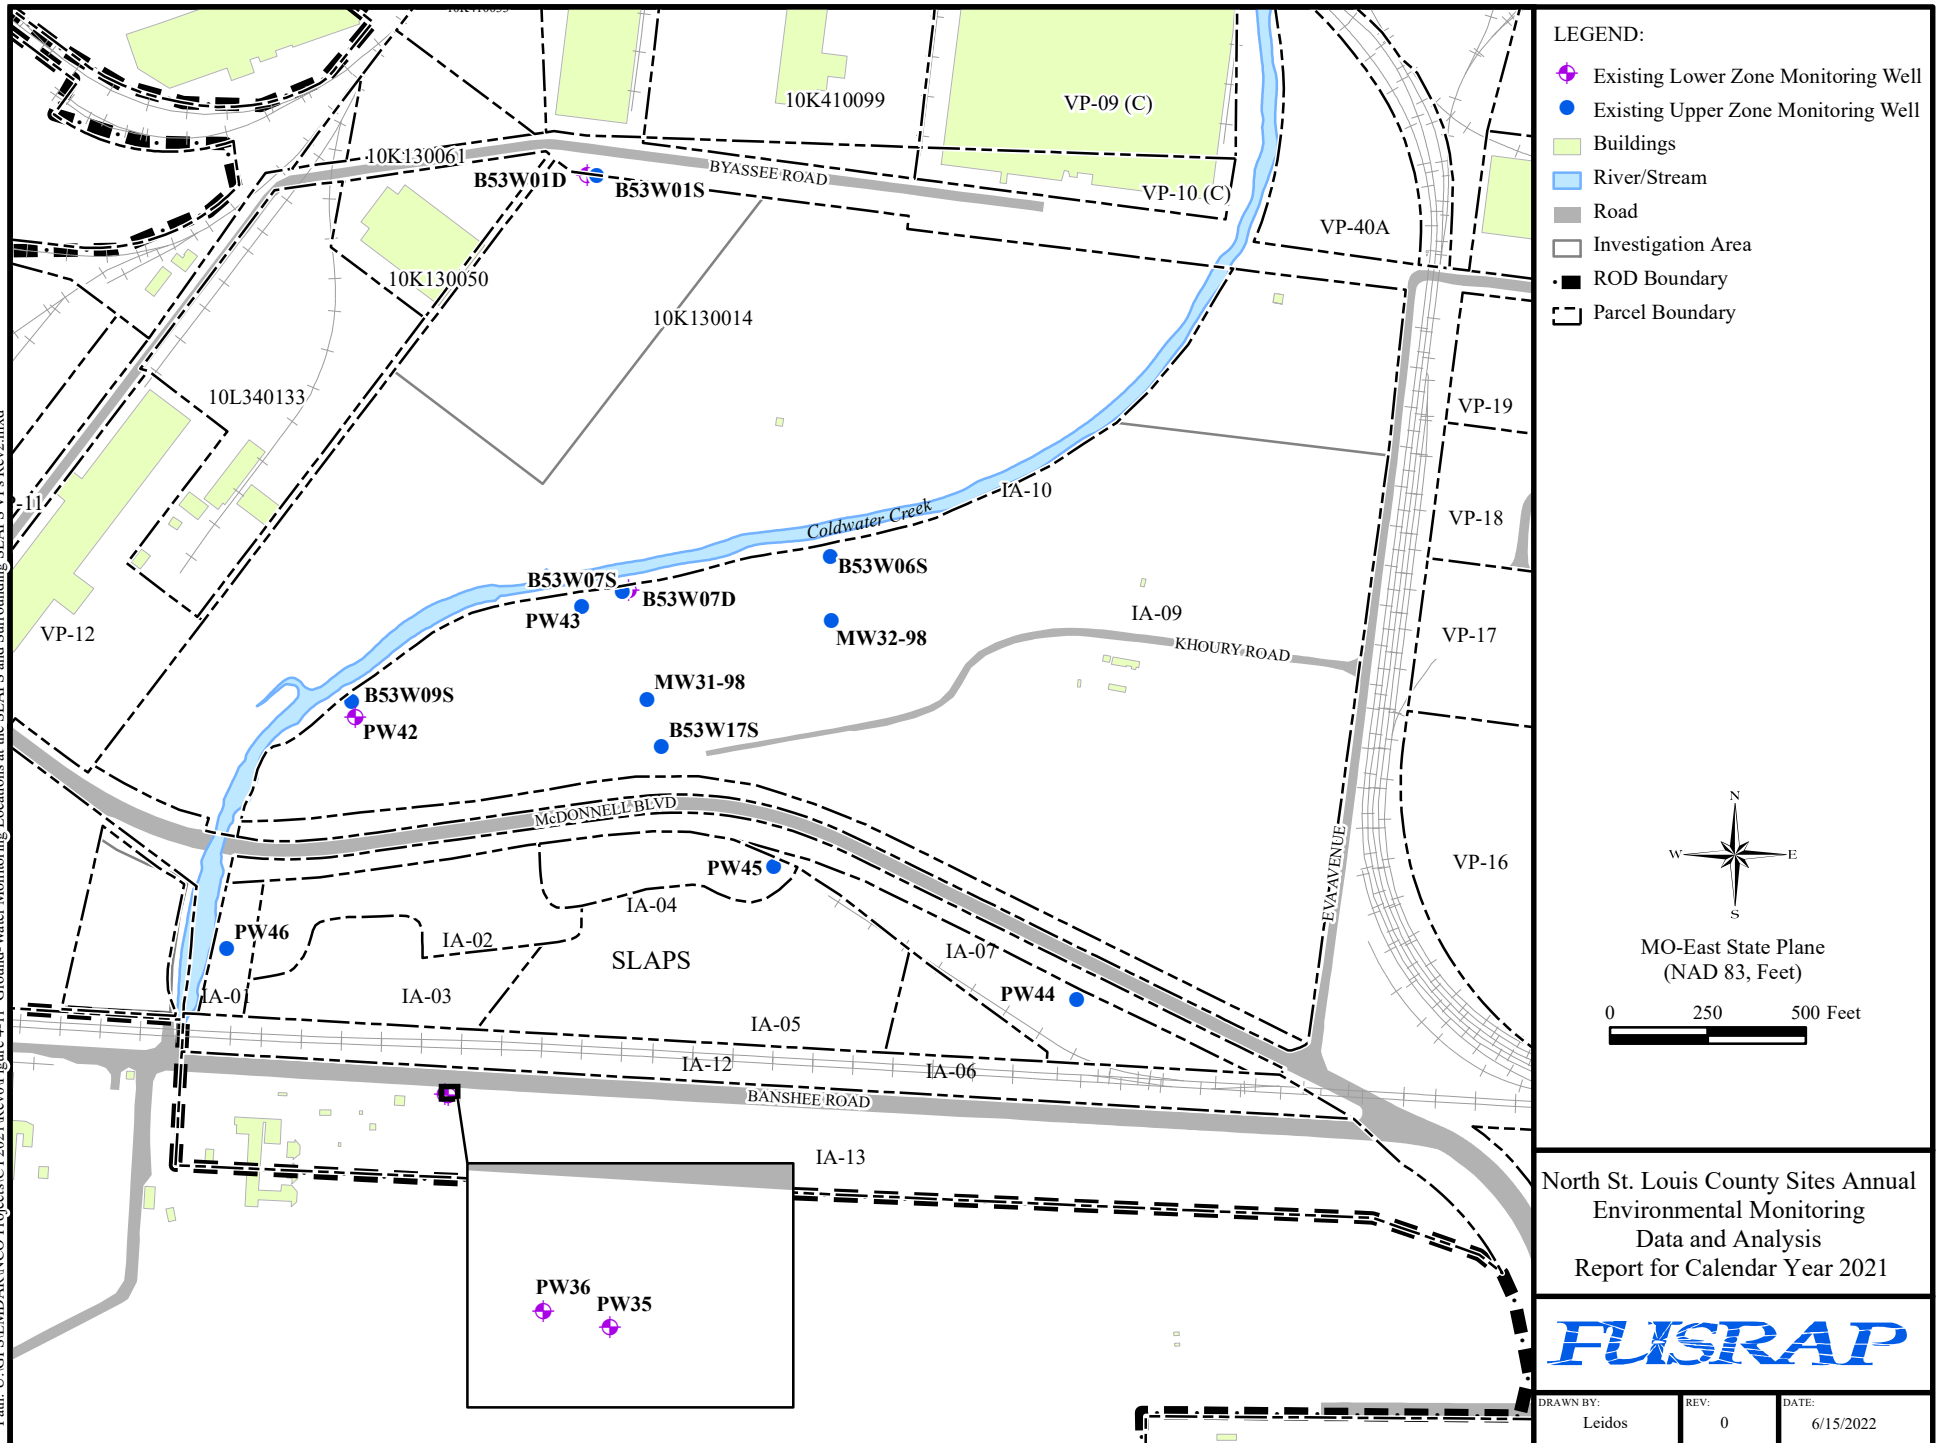 10K130061
10K410099
VP-09 (C)
BYASSEE ROAD
B53W01D
B53W01S
VP-10 (C)
VP-40A
10K130050
10K130014
10L340133
VP-19
IA-10
VP-18
Coldwater Creek
B53W06S
B53W07S
B53W07D
PW43
IA-09
VP-12
MW32-98
VP-17
KHOURY ROAD
B53W09S
MW31-98
PW42
B53W17S
McDONNELL BLVD
EVA AVENUE
VP-16
PW45
IA-04
PW46
IA-02
SLAPS
IA-07
IA-01
IA-03
PW44
IA-05
IA-12
IA-06
BANSHEE ROAD
IA-13
PW36
PW35
LEGEND:
Existing Lower Zone Monitoring Well
Existing Upper Zone Monitoring Well
Buildings
River/Stream
Road
Investigation Area
ROD Boundary
Parcel Boundary
N
W
E
S
MO-East State Plane
(NAD 83, Feet)
0 250 500 Feet
North St. Louis County Sites Annual
Environmental Monitoring
Data and Analysis
Report for Calendar Year 2021
FUSRAP
DRAWN BY:
Leidos
REV:
0
DATE:
6/15/2022